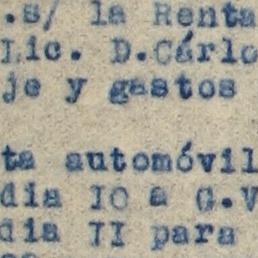 .s/ la Renta
Lic. D.Cárlo
je y gastos
ta automóvil
dia IO a G.V
dia II para